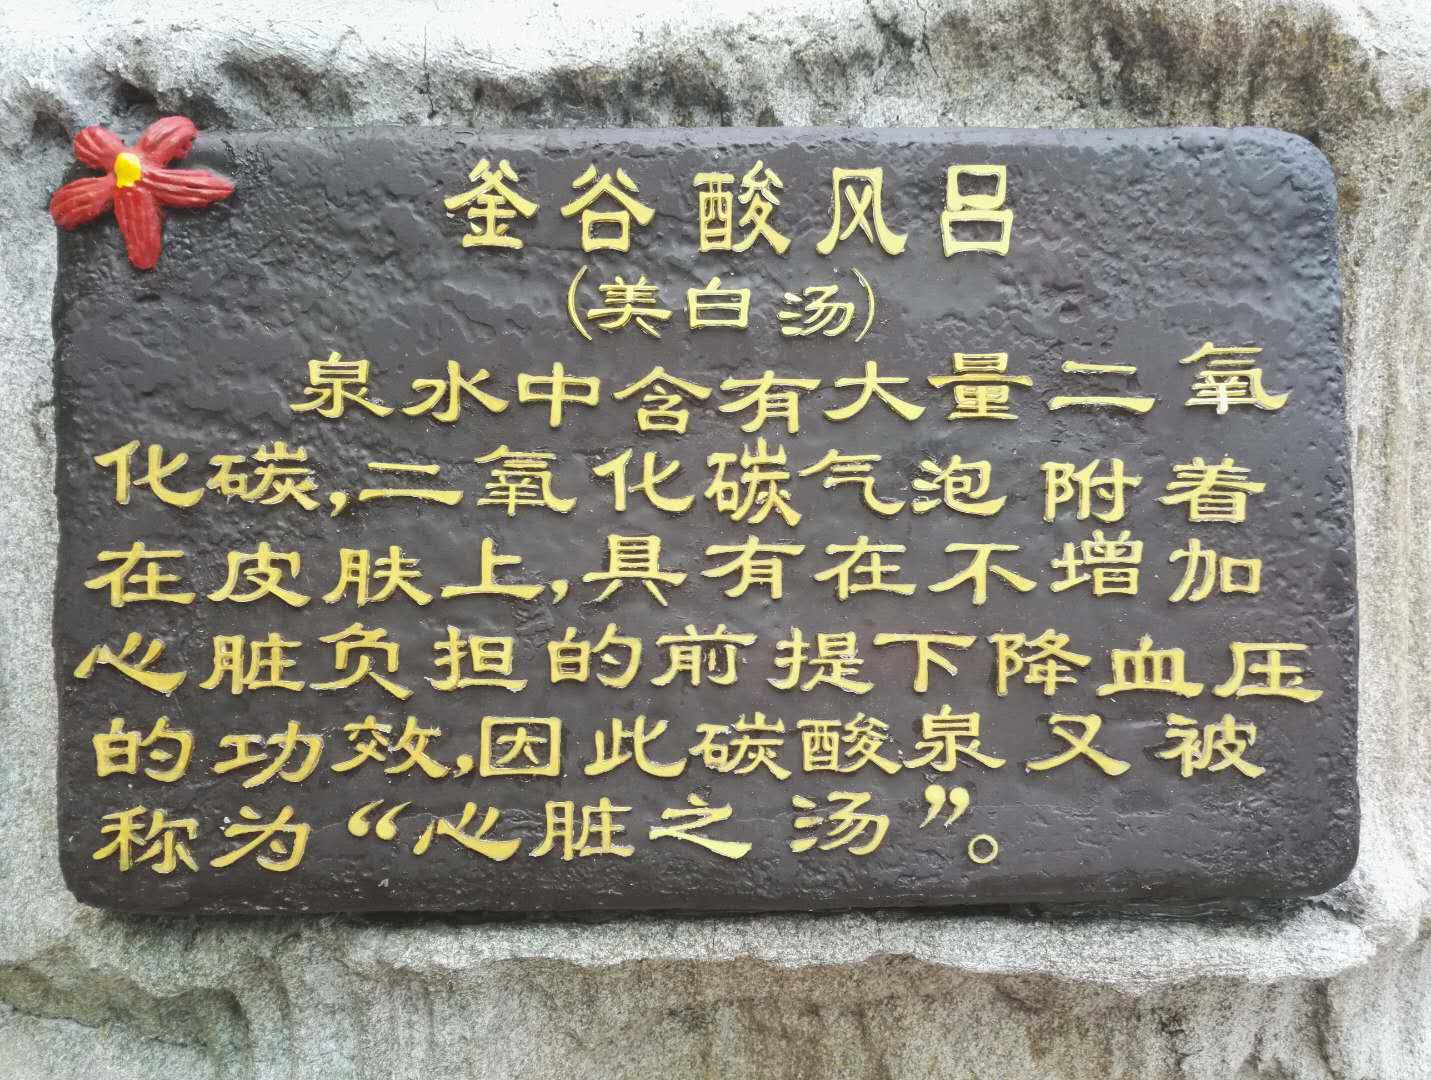 釜谷酸风吕
(美白汤)
泉水中含有大量二氧
化碳,二氧化碳气泡附着
在皮肤上,具有在不增加
心脏负担的前提下降血压
的功效,因此碳酸泉又被
称为“心脏之汤”。